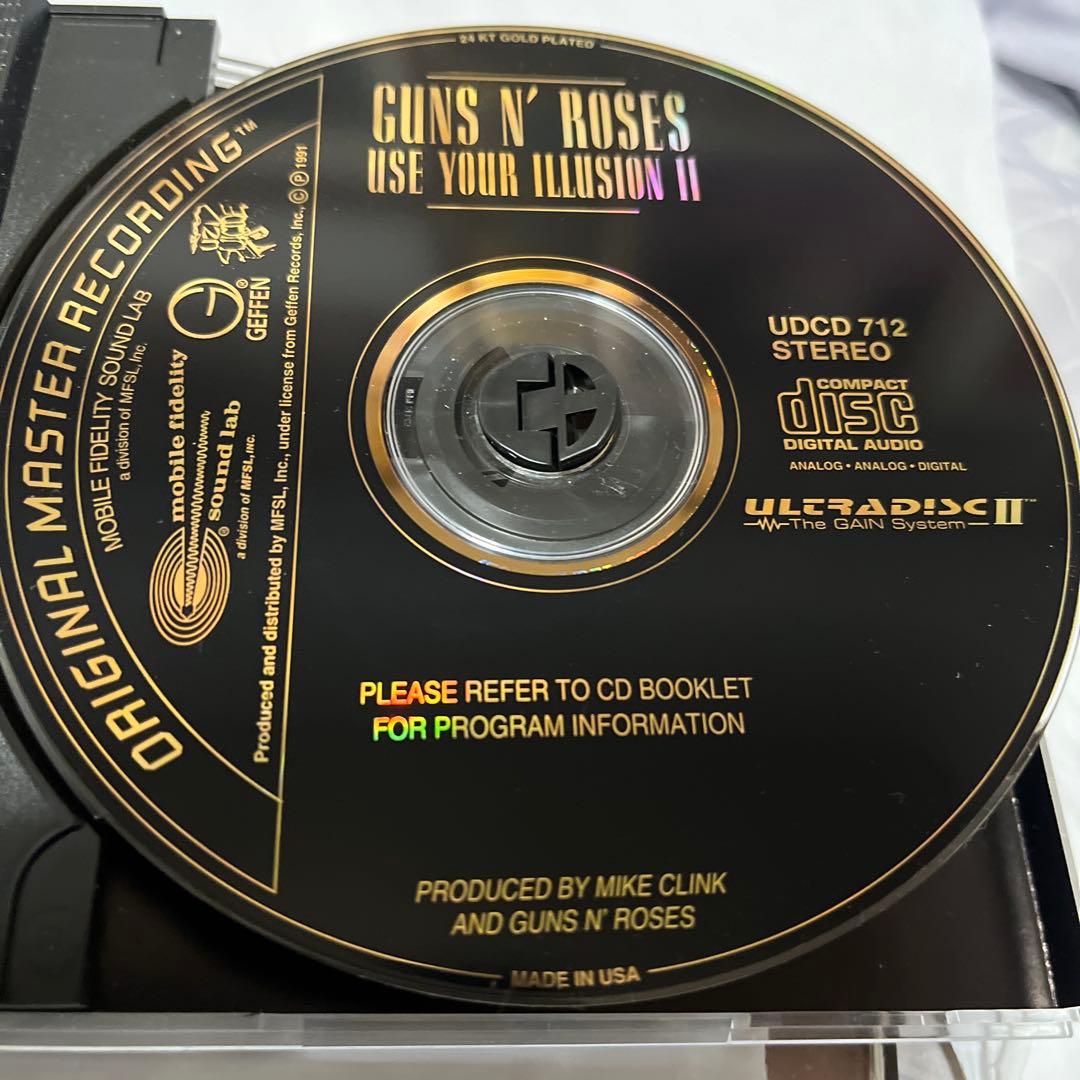 24 KT GOLD PLATED
GUNS N' ROSES
USE YOUR ILLUSION II
ORIGINAL MASTER RECORDING™
MOBILE FIDELITY SOUND LAB
a division of MFSL, Inc.
mobile fidelity
sound lab®
a division of MFSL, INC.
GEFFEN®
Produced and distributed by MFSL, Inc., under license from Geffen Records, Inc., © ℗ 1991
UDCD 712
STEREO
COMPACT
disc
DIGITAL AUDIO
ANALOG • ANALOG • DIGITAL
ULTRADISC II™
The GAIN System
PLEASE REFER TO CD BOOKLET
FOR PROGRAM INFORMATION
PRODUCED BY MIKE CLINK
AND GUNS N' ROSES
MADE IN USA